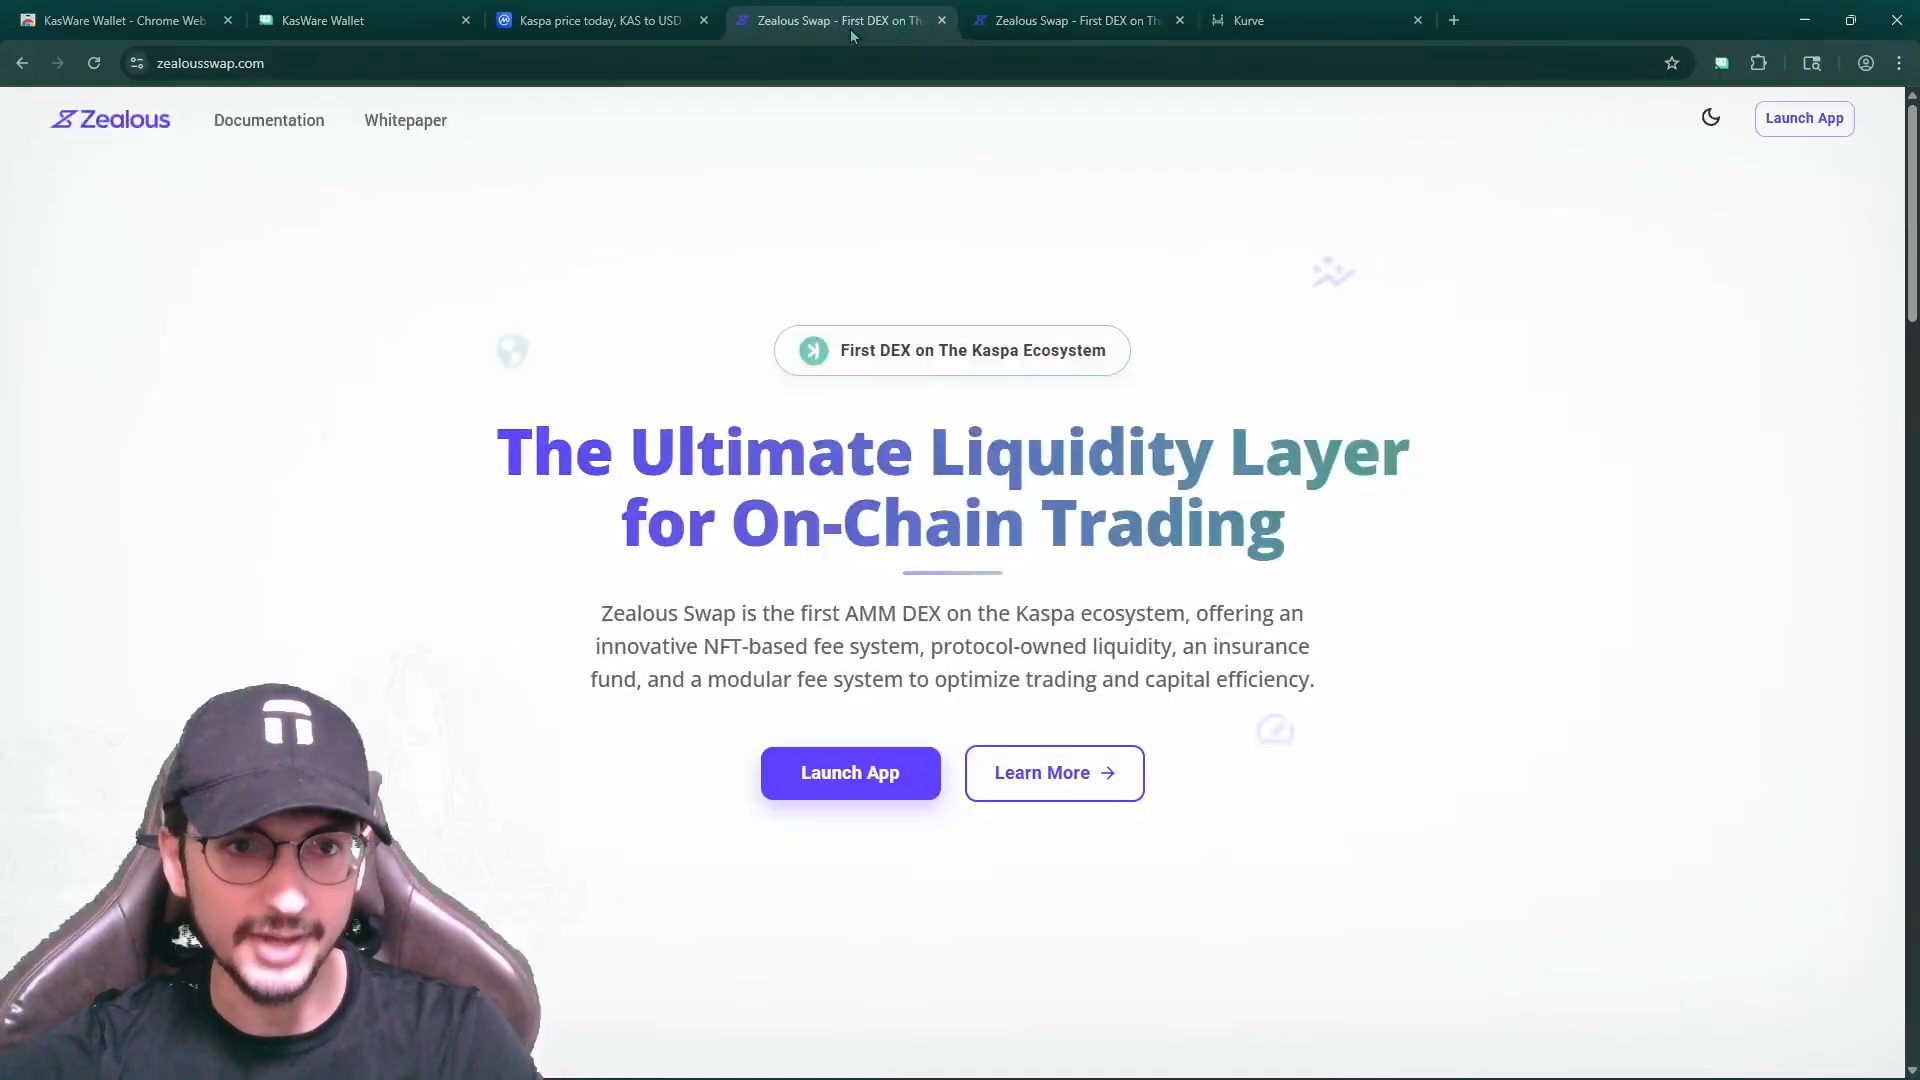 KasWare Wallet - Chrome Web
KasWare Wallet
Kaspa price today, KAS to USD
Zealous Swap - First DEX on Th
Zealous Swap - First DEX on Th
Kurve
zealousswap.com
Zealous
Documentation
Whitepaper
Launch App
First DEX on The Kaspa Ecosystem
The Ultimate Liquidity Layer
for On-Chain Trading
Zealous Swap is the first AMM DEX on the Kaspa ecosystem, offering an
innovative NFT-based fee system, protocol-owned liquidity, an insurance
fund, and a modular fee system to optimize trading and capital efficiency.
Launch App
Learn More →